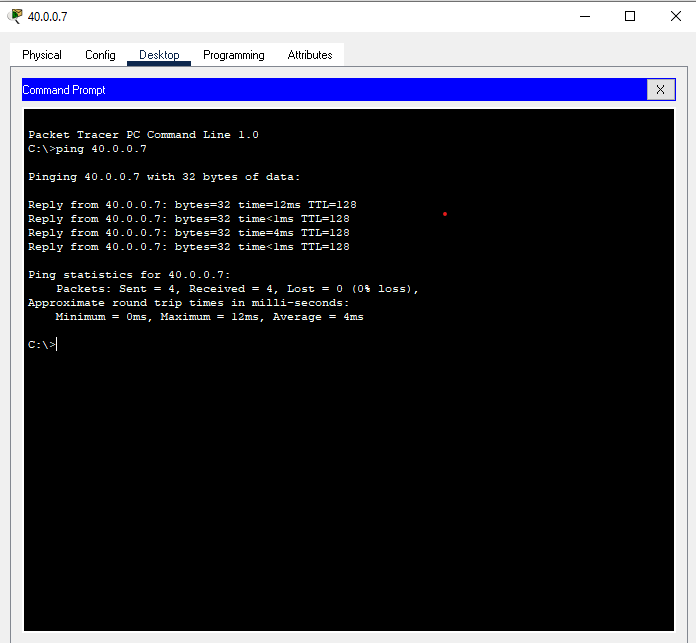 40.0.0.7
Physical Config Desktop Programming Attributes
Command Prompt
X
Packet Tracer PC Command Line 1.0
C:\>ping 40.0.0.7
Pinging 40.0.0.7 with 32 bytes of data:
Reply from 40.0.0.7: bytes=32 time=12ms TTL=128
Reply from 40.0.0.7: bytes=32 time<1ms TTL=128
Reply from 40.0.0.7: bytes=32 time=4ms TTL=128
Reply from 40.0.0.7: bytes=32 time<1ms TTL=128
Ping statistics for 40.0.0.7:
    Packets: Sent = 4, Received = 4, Lost = 0 (0% loss),
Approximate round trip times in milli-seconds:
    Minimum = 0ms, Maximum = 12ms, Average = 4ms
C:\>